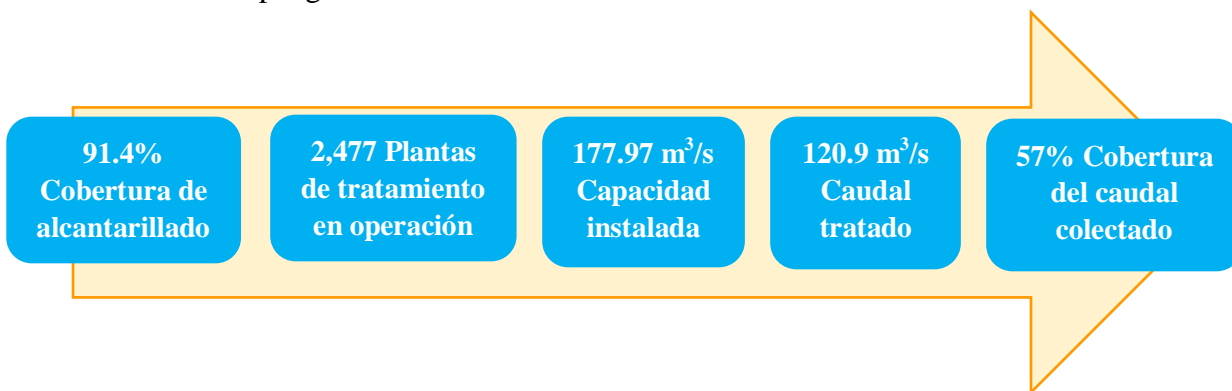 91.4%
Cobertura de
alcantarillado
2,477 Plantas
de tratamiento
en operación
177.97 m³/s
Capacidad
instalada
120.9 m³/s
Caudal
tratado
57% Cobertura
del caudal
colectado